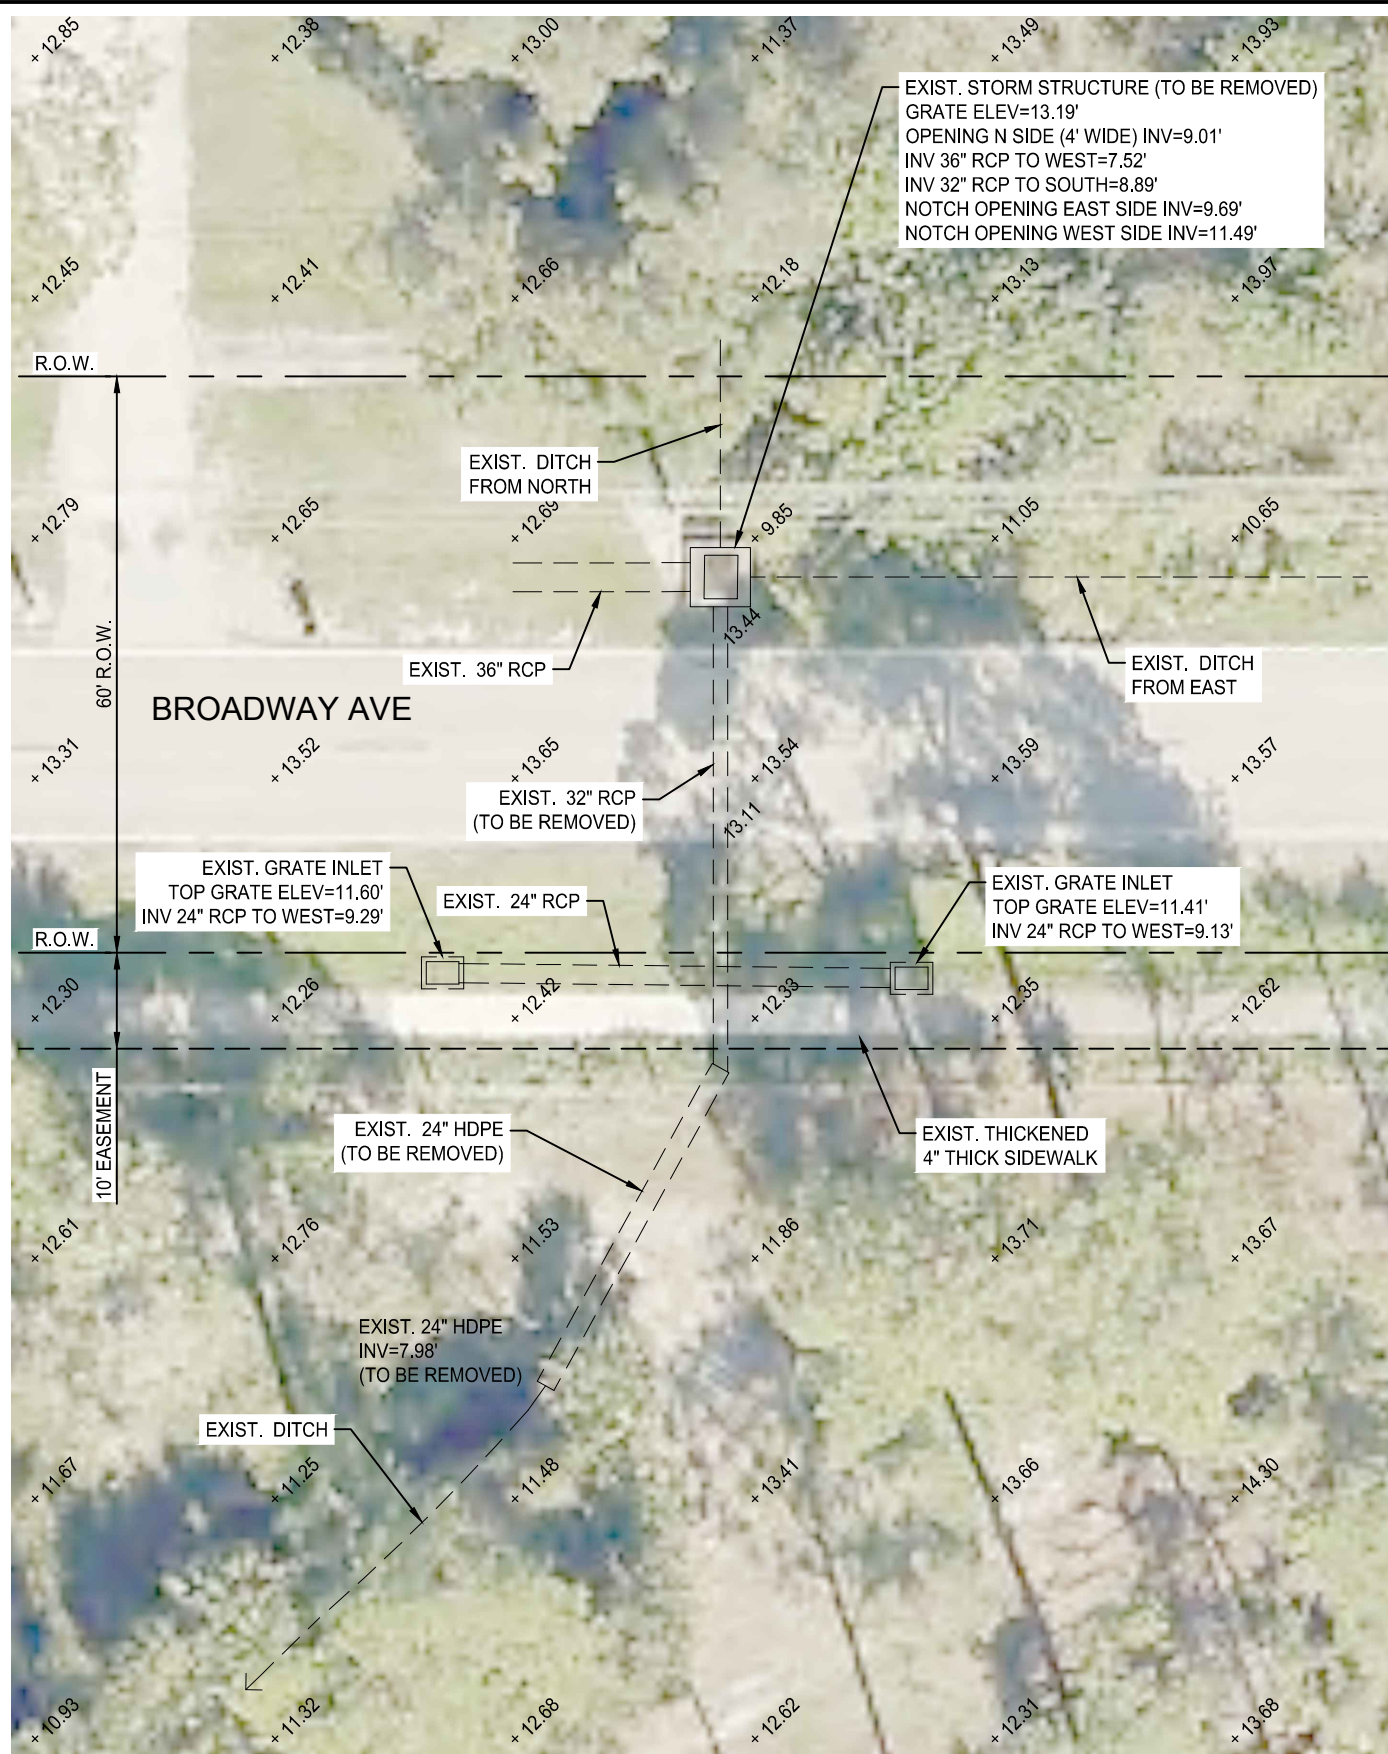 + 12.85
+ 12.38
+ 13.00
+ 11.37
+ 13.49
+ 13.93
EXIST. STORM STRUCTURE (TO BE REMOVED)
GRATE ELEV=13.19'
OPENING N SIDE (4' WIDE) INV=9.01'
INV 36" RCP TO WEST=7.52'
INV 32" RCP TO SOUTH=8.89'
NOTCH OPENING EAST SIDE INV=9.69'
NOTCH OPENING WEST SIDE INV=11.49'
+ 12.45
+ 12.41
+ 12.66
+ 12.18
+ 13.13
+ 13.97
R.O.W.
EXIST. DITCH
FROM NORTH
+ 12.79
+ 12.65
+ 12.69
+ 9.85
+ 11.05
+ 10.65
13.44
EXIST. 36" RCP
EXIST. DITCH
FROM EAST
60' R.O.W.
BROADWAY AVE
+ 13.31
+ 13.52
+ 13.65
+ 13.54
+ 13.59
+ 13.57
EXIST. 32" RCP
(TO BE REMOVED)
13.11
EXIST. GRATE INLET
TOP GRATE ELEV=11.60'
INV 24" RCP TO WEST=9.29'
EXIST. 24" RCP
EXIST. GRATE INLET
TOP GRATE ELEV=11.41'
INV 24" RCP TO WEST=9.13'
R.O.W.
+ 12.30
+ 12.26
+ 12.42
+ 12.33
+ 12.35
+ 12.62
10' EASEMENT
EXIST. 24" HDPE
(TO BE REMOVED)
EXIST. THICKENED
4" THICK SIDEWALK
+ 12.61
+ 12.76
+ 11.53
+ 11.86
+ 13.71
+ 13.67
EXIST. 24" HDPE
INV=7.98'
(TO BE REMOVED)
EXIST. DITCH
+ 11.67
+ 11.25
+ 11.48
+ 13.41
+ 13.66
+ 14.30
+ 10.93
+ 11.32
+ 12.68
+ 12.62
+ 12.31
+ 13.68